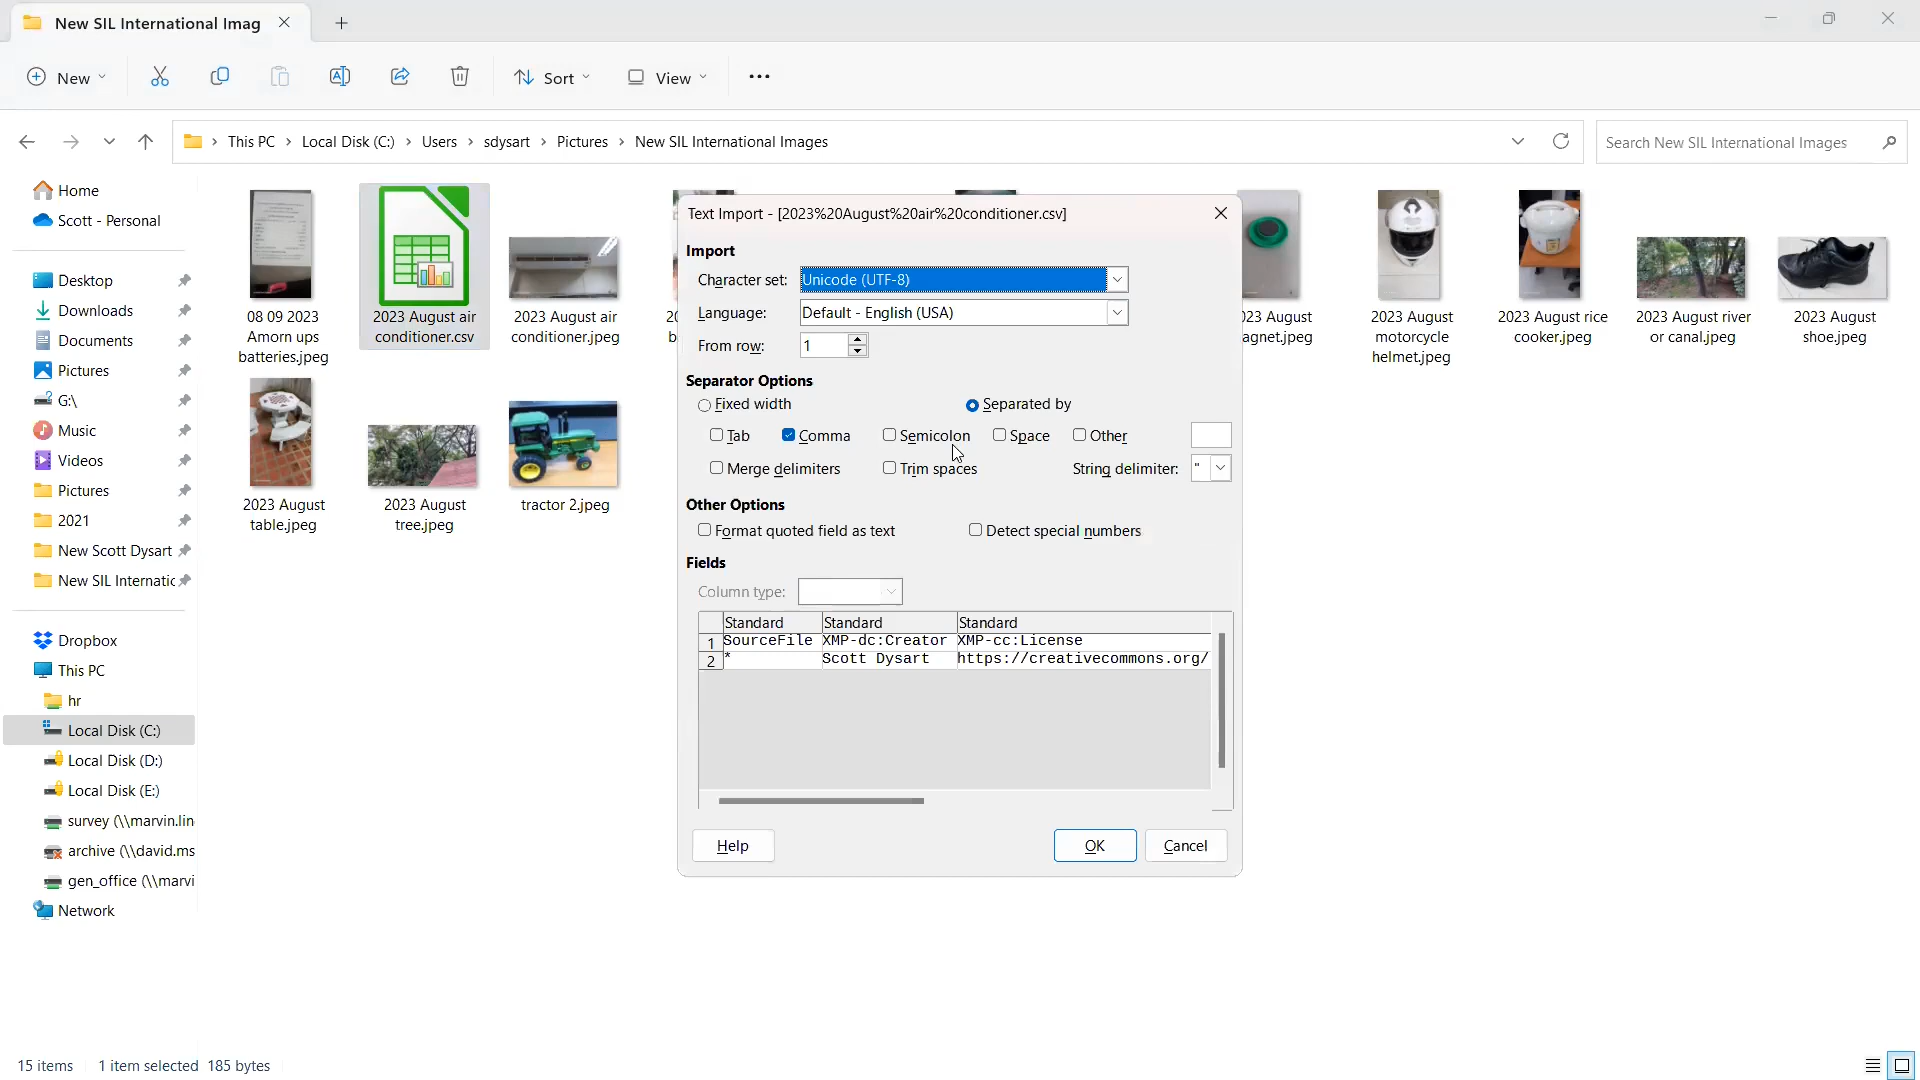 New SIL International Imag
New
Sort
View
This PC > Local Disk (C:) > Users > sdysart > Pictures > New SIL International Images
Search New SIL International Images
Home
Scott - Personal
Desktop
Downloads
Documents
Pictures
G:\
Music
Videos
Pictures
2021
New Scott Dysart
New SIL Internatic
Dropbox
This PC
hr
Local Disk (C:)
Local Disk (D:)
Local Disk (E:)
survey (\\marvin.lin
archive (\\david.ms
gen_office (\\marvi
Network
08 09 2023
Amorn ups
batteries.jpeg
2023 August air
conditioner.csv
2023 August air
conditioner.jpeg
2023 August
motorcycle
helmet.jpeg
2023 August rice
cooker.jpeg
2023 August river
or canal.jpeg
2023 August
shoe.jpeg
2023 August
table.jpeg
2023 August
tree.jpeg
tractor 2.jpeg
Text Import - [2023%20August%20air%20conditioner.csv]
Import
Character set: Unicode (UTF-8)
Language: Default - English (USA)
From row: 1
Separator Options
Fixed width Separated by
Tab Comma Semicolon Space Other
Merge delimiters Trim spaces String delimiter: "
Other Options
Format quoted field as text Detect special numbers
Fields
Column type:
Standard Standard Standard
1 SourceFile XMP-dc:Creator XMP-cc:License
2 * Scott Dysart https://creativecommons.org/
Help OK Cancel
15 items 1 item selected 185 bytes